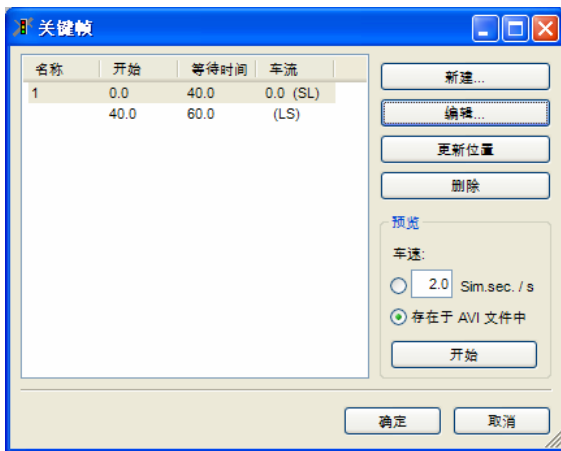 关键帧
名称 开始 等待时间 车流
1 0.0 40.0 0.0 (SL)
40.0 60.0 (LS)
新建...
编辑...
更新位置
删除
预览
车速:
2.0 Sim.sec. / s
存在于 AVI 文件中
开始
确定 取消